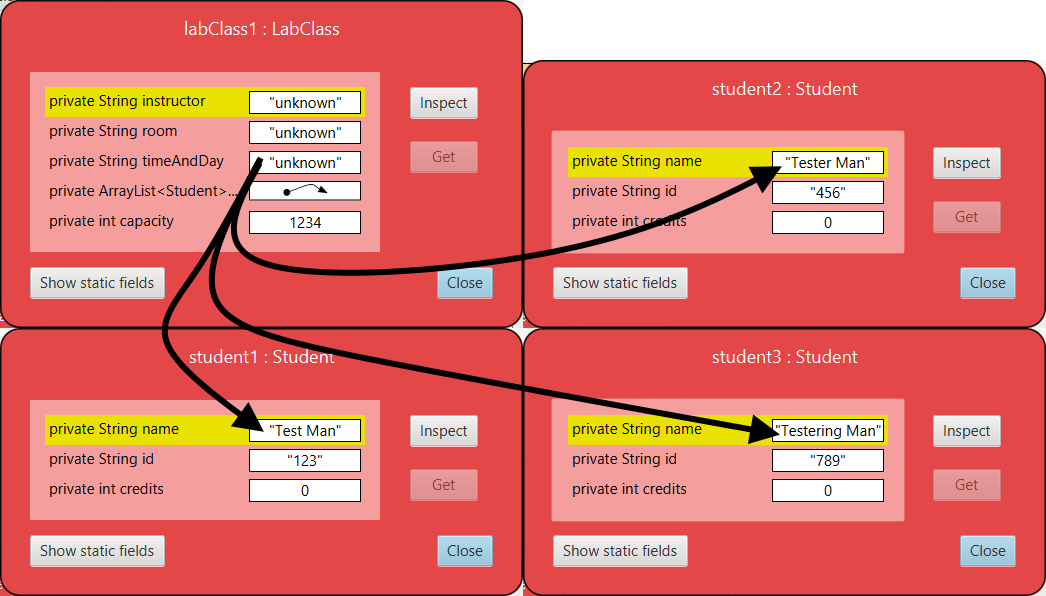 labClass1 : LabClass
private String instructor "unknown"
private String room "unknown"
private String timeAndDay "unknown"
private ArrayList<Student>...
private int capacity 1234
Inspect
Get
Show static fields
Close
student2 : Student
private String name "Tester Man"
private String id "456"
private int credits 0
Inspect
Get
Show static fields
Close
student1 : Student
private String name "Test Man"
private String id "123"
private int credits 0
Inspect
Get
Show static fields
Close
student3 : Student
private String name "Testering Man"
private String id "789"
private int credits 0
Inspect
Get
Show static fields
Close